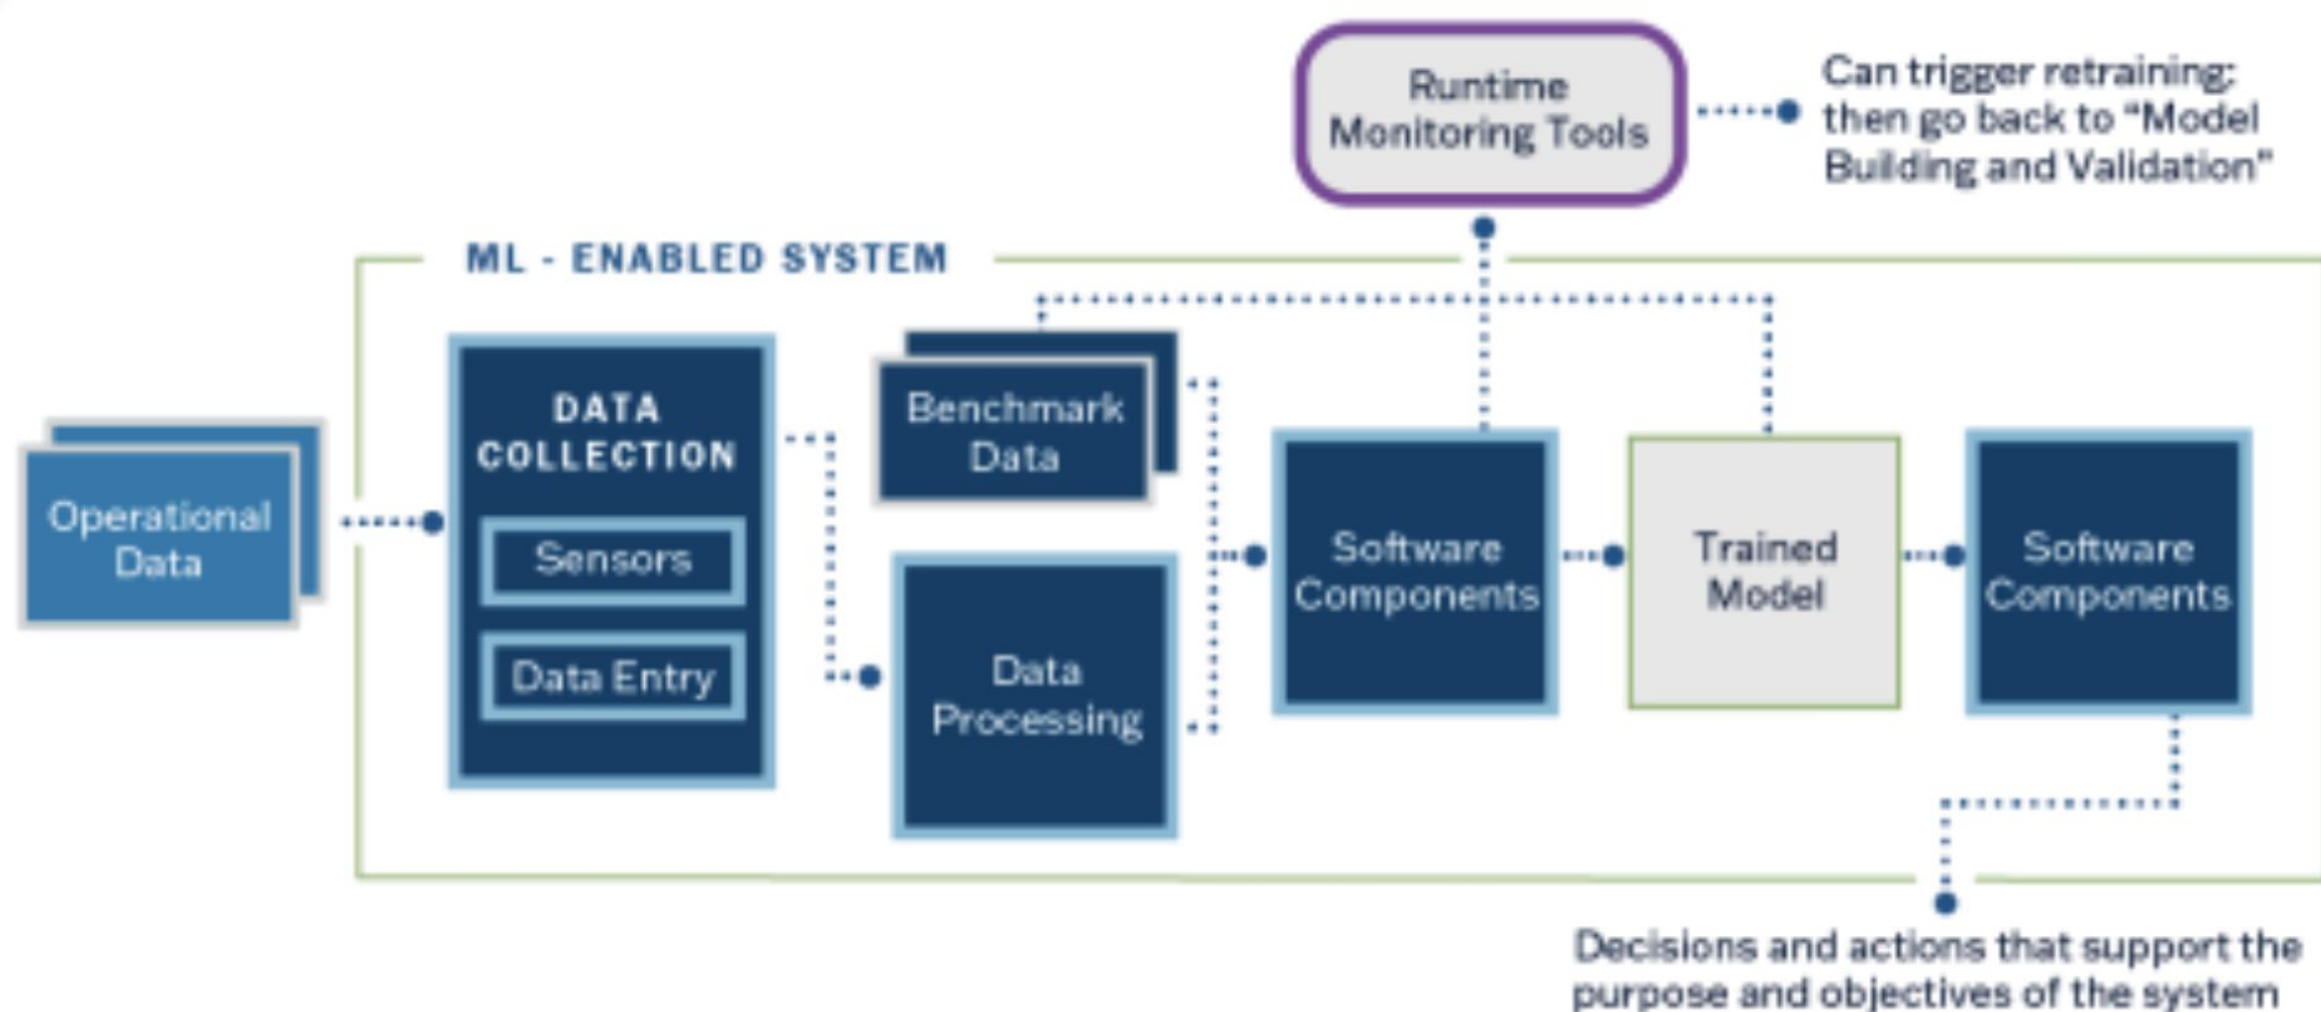 Runtime
Monitoring Tools
Can trigger retraining:
then go back to “Model
Building and Validation”
ML - ENABLED SYSTEM
Operational
Data
DATA
COLLECTION
Sensors
Data Entry
Benchmark
Data
Data
Processing
Software
Components
Trained
Model
Software
Components
Decisions and actions that support the
purpose and objectives of the system